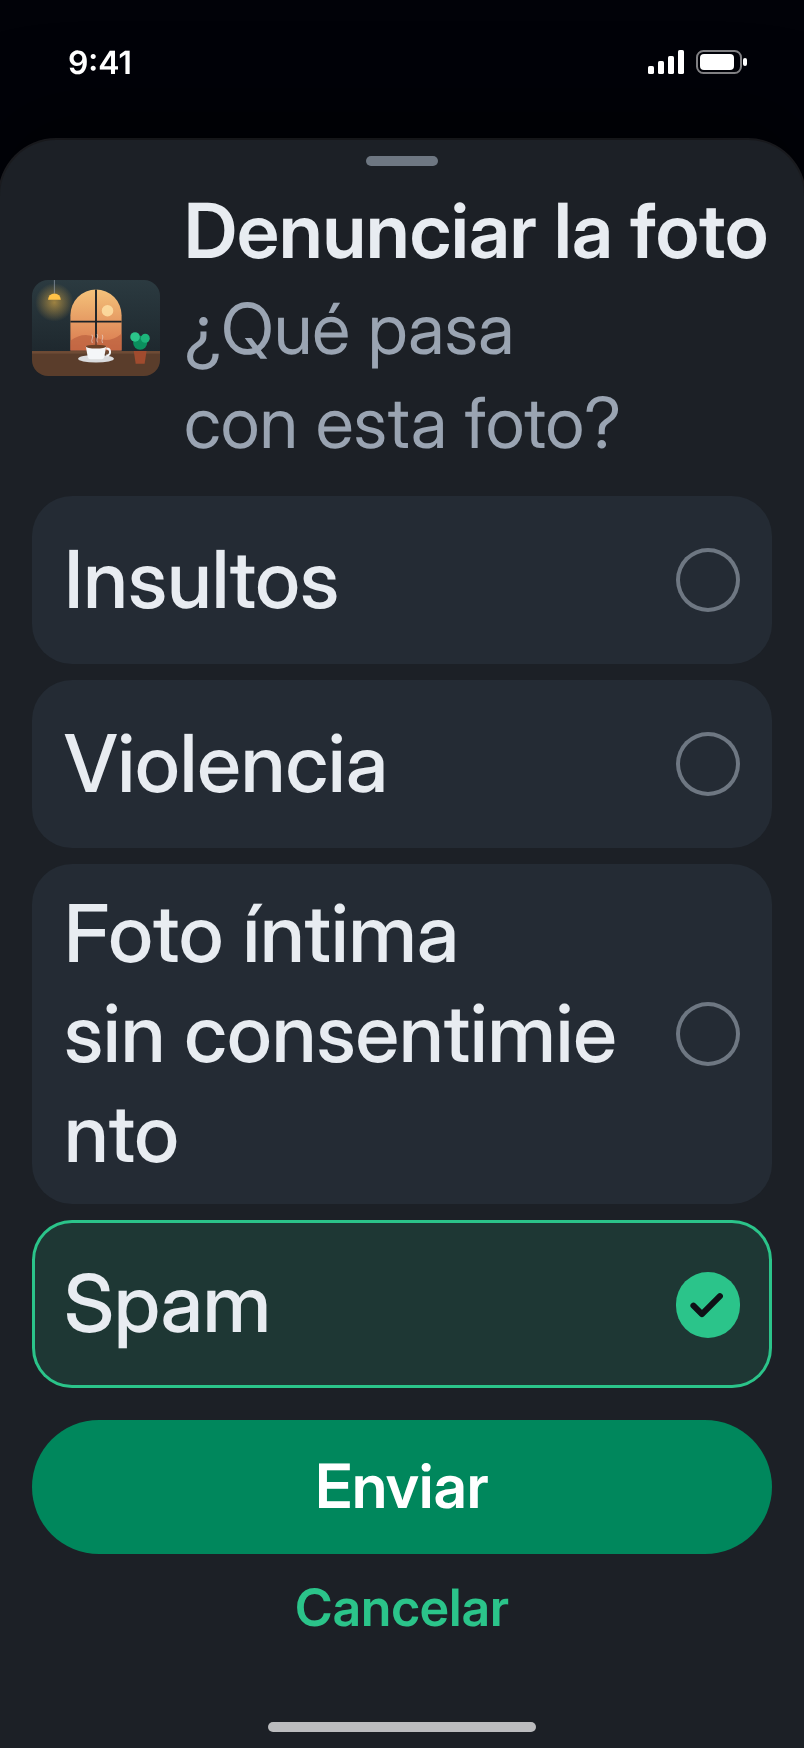 9:41
Denunciar la foto
¿Qué pasa
con esta foto?
Insultos
Violencia
Foto íntima
sin consentimie
nto
Spam
Enviar
Cancelar